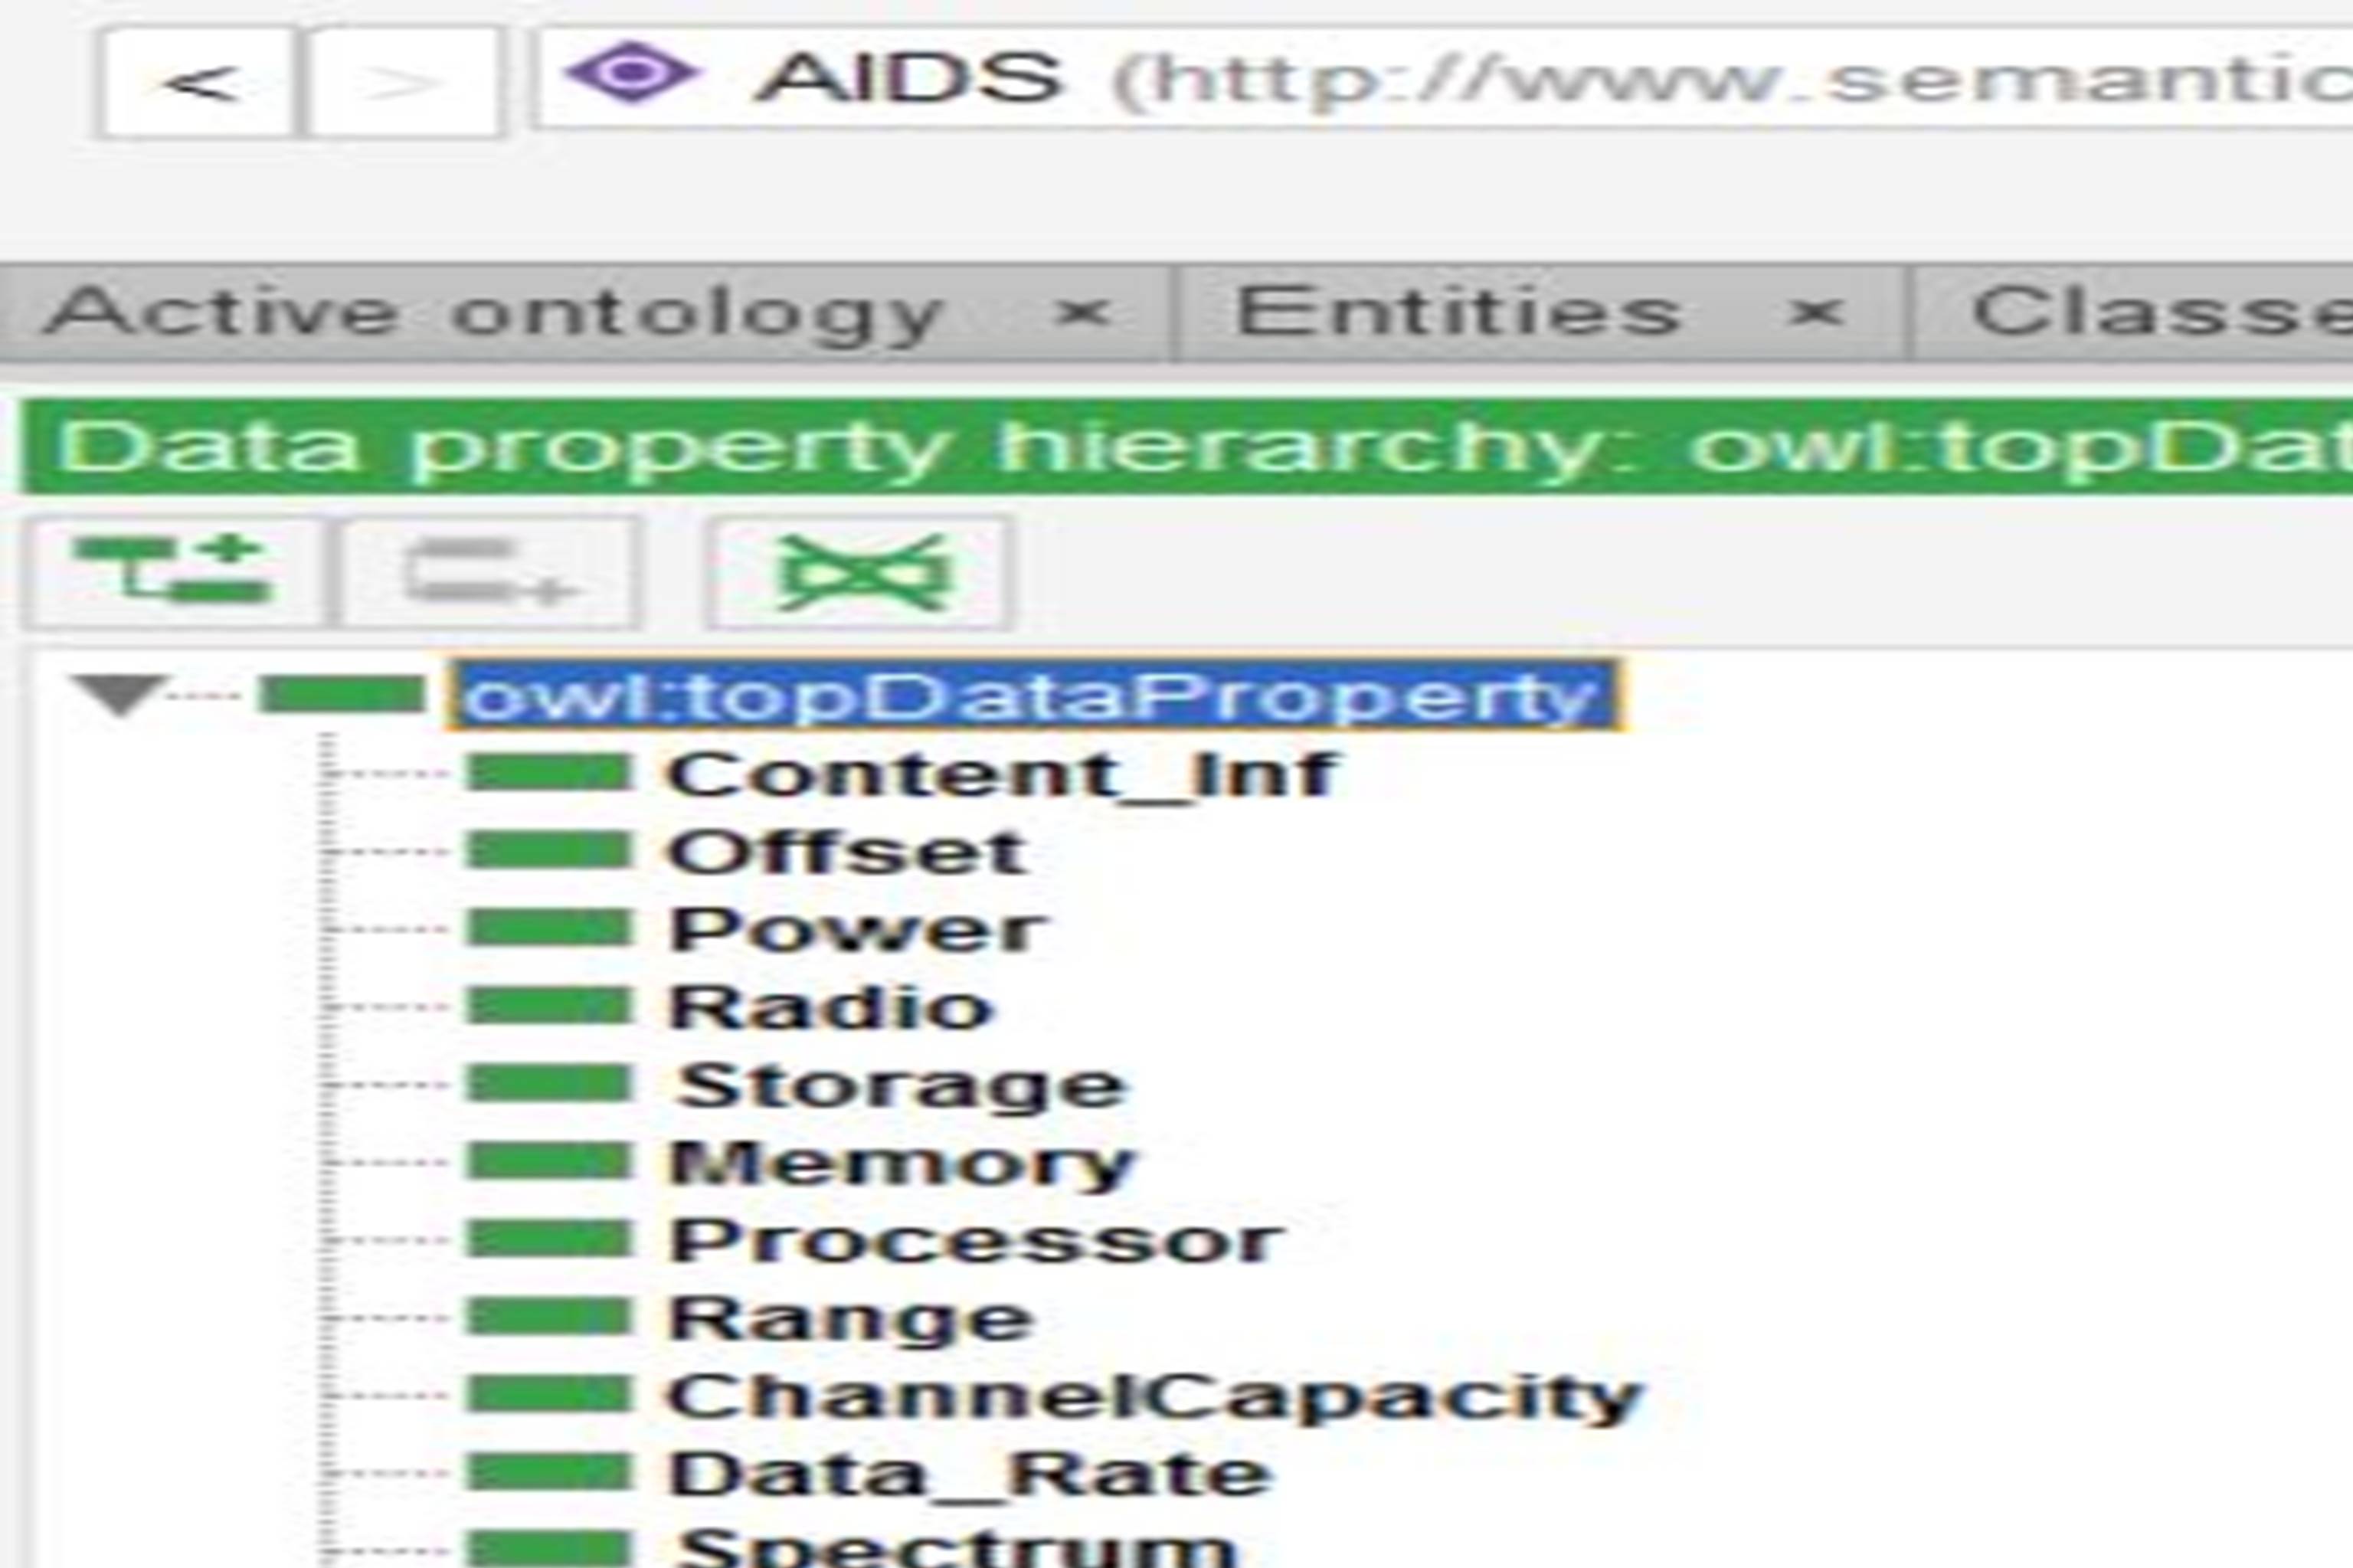 < > AIDS (http://www.semantic
Active ontology × Entities × Classe
Data property hierarchy: owl:topDat
owl:topDataProperty
Content_Inf
Offset
Power
Radio
Storage
Memory
Processor
Range
ChannelCapacity
Data_Rate
Spectrum